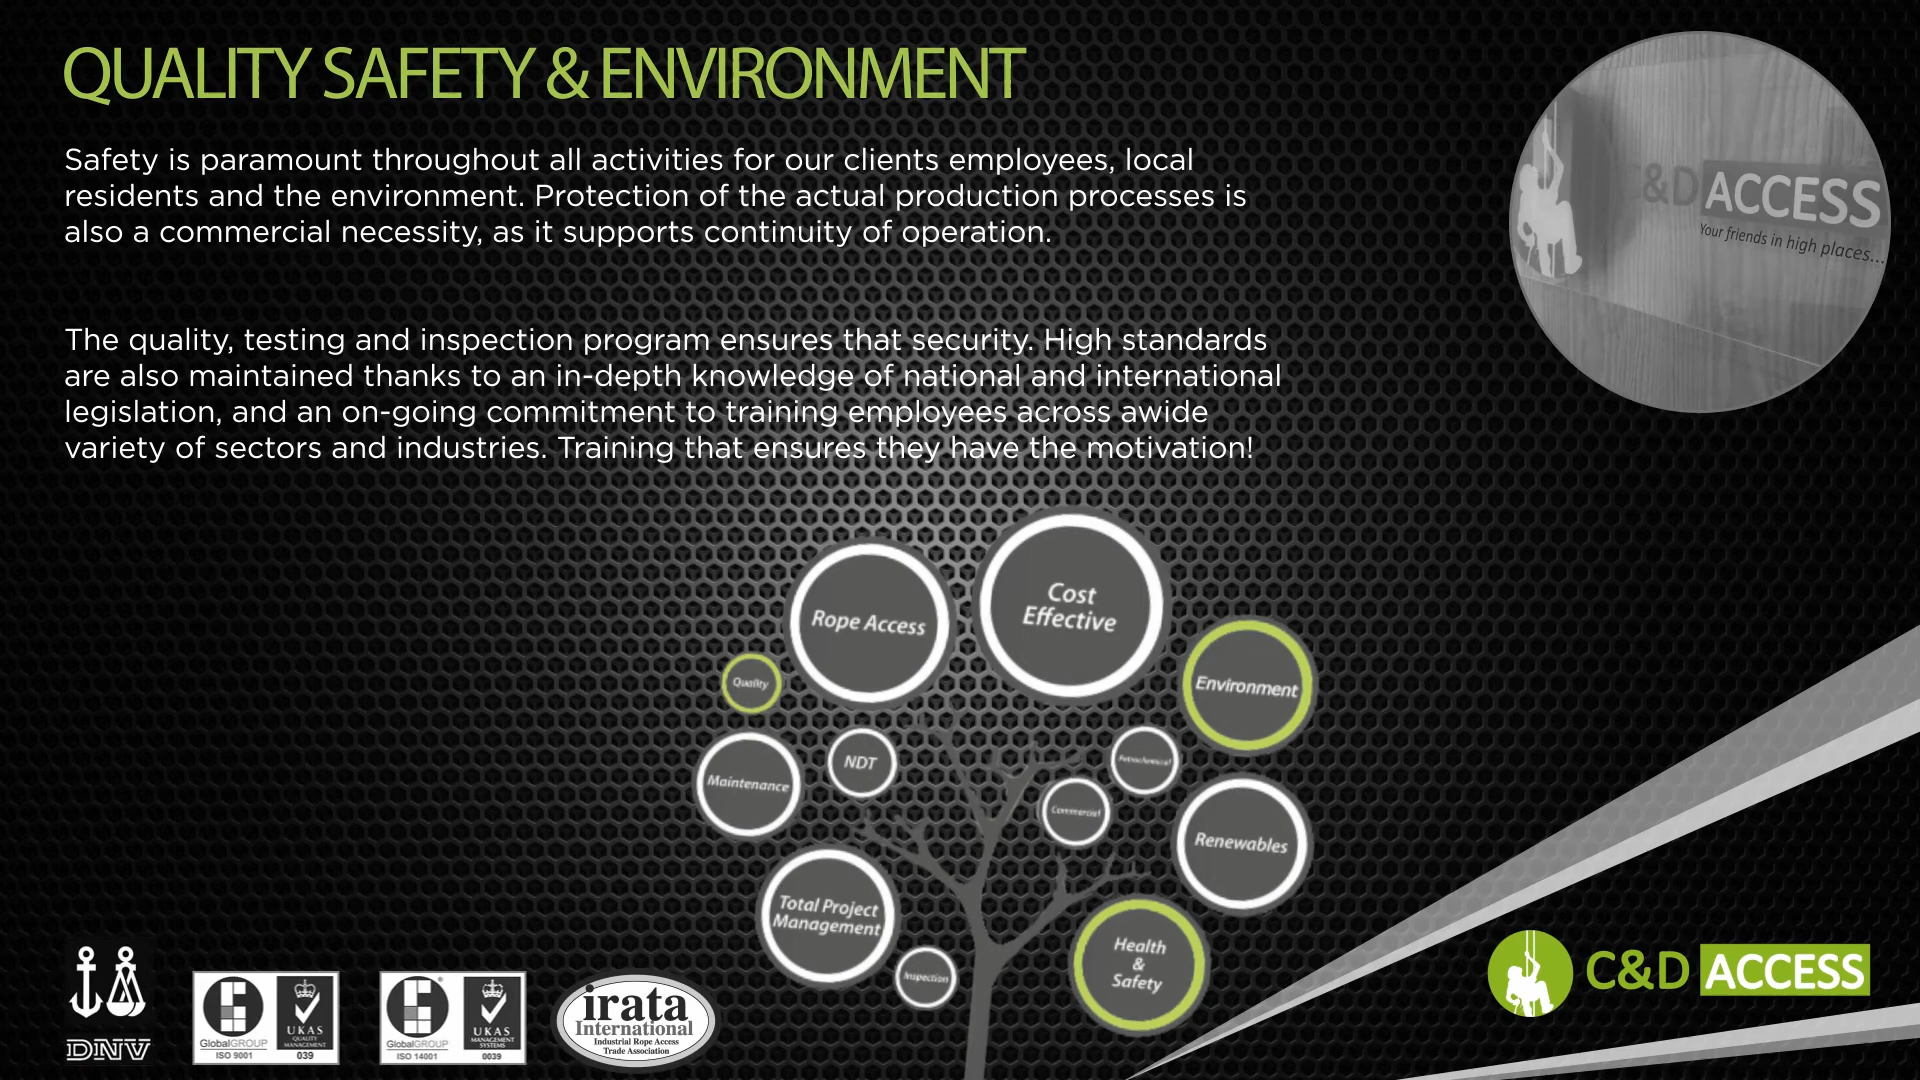 QUALITY SAFETY & ENVIRONMENT
Safety is paramount throughout all activities for our clients employees, local
residents and the environment. Protection of the actual production processes is
also a commercial necessity, as it supports continuity of operation.
The quality, testing and inspection program ensures that security. High standards
are also maintained thanks to an in-depth knowledge of national and international
legislation, and an on-going commitment to training employees across awide
variety of sectors and industries. Training that ensures they have the motivation!
&D ACCESS
Your friends in high places...
Cost
Effective
Rope Access
Quality
Environment
NDT
Petrochemical
Maintenance
Commercial
Renewables
Total Project
Management
Inspection
Health
&
Safety
DNV
GlobalGROUP
ISO 9001
UKAS
QUALITY
MANAGEMENT
039
GlobalGROUP
ISO 14001
UKAS
MANAGEMENT
SYSTEMS
0039
irata
International
Industrial Rope Access
Trade Association
C&D ACCESS